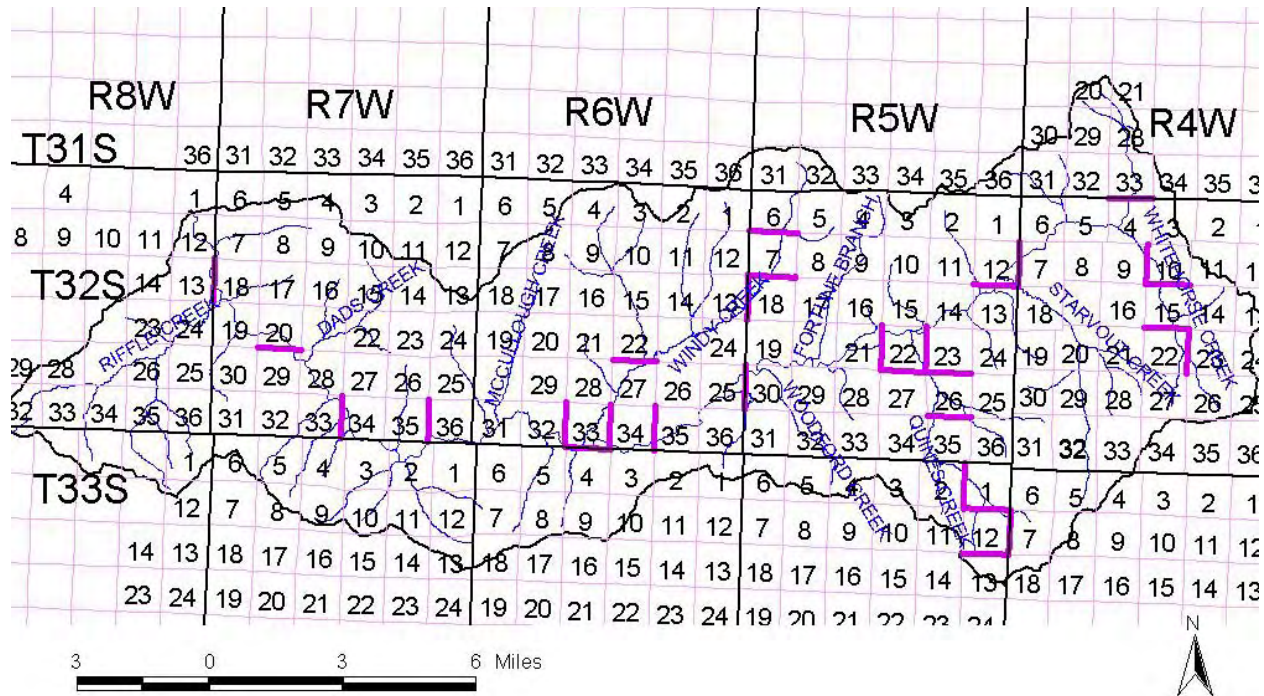 20 21
R8W R7W R6W R5W R4W
30 29 28
T31S
36 31 32 33 34 35 36 31 32 33 34 35 36 31 32 33 34 35 36 31 32 33 34 35
4 1 6 5 4 3 2 1 6 5 4 3 2 1 6 5 4 3 2 1 6 5 4 3 2
8 9 10 11 12 7 8 9 10 11 12 7 8 9 10 11 12 7 8 9 10 11 12 7 8 9 10 11
T32S
14 13 18 17 16 15 14 13 18 17 16 15 14 18 15 14 13 18 16 15 14
23 24 19 20 22 23 24 19 20 21 22 24 19 21 22 23 24 19 20 21 22 23
29 28 26 25 30 29 28 27 26 25 29 28 27 26 25 30 29 28 27 26 25 30 29 28 27 26
33 34 35 36 31 32 33 34 35 36 31 32 33 34 35 36 31 32 33 34 35 36 31 32 33 34 35
RIFFLE CREEK
DADS CREEK
MCCULLOUGH CREEK
WINDY CREEK
FORTUNE BRANCH
WOODFORD CREEK
QUINES CREEK
STARVOUT CREEK
WHITEHORSE CREEK
T33S
1 6 5 4 3 2 1 6 5 4 3 2 1 6 5 4 3 1 6 5 4 3 2
12 7 8 9 10 11 12 7 8 9 10 11 12 7 8 9 10 11 12 7 8 9 10 11 12
14 13 18 17 16 15 14 13 18 17 16 15 14 13 18 17 16 15 14 13 18 17 16 15 14
23 24 19 20 21 22 23 24 19 20 21 22 23 24 19 20 21 22 23 24
N
3 0 3 6 Miles